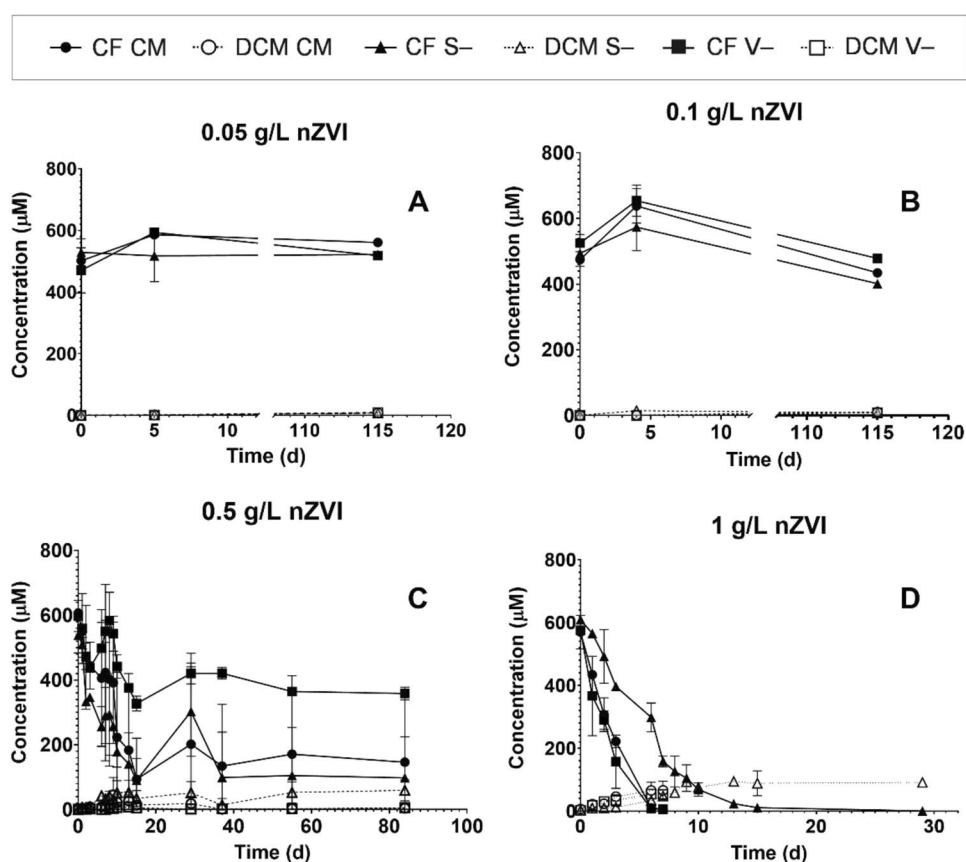 CF CM DCM CM CF S– DCM S– CF V– DCM V–
0.05 g/L nZVI
A
Concentration (µM)
800
600
400
200
0
0 5 10 110 115 120
Time (d)
0.1 g/L nZVI
B
Concentration (µM)
800
600
400
200
0
0 5 10 110 115 120
Time (d)
0.5 g/L nZVI
C
Concentration (µM)
800
600
400
200
0
0 20 40 60 80 100
Time (d)
1 g/L nZVI
D
Concentration (µM)
800
600
400
200
0
0 10 20 30
Time (d)